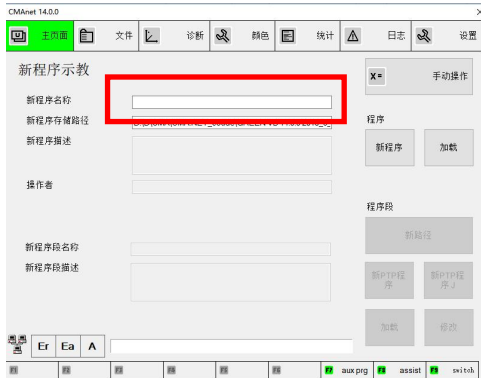 CMAnet 14.0.0
主页面 文件 诊断 颜色 统计 日志 设置
新程序示教
X= 手动操作
新程序名称
新程序存储路径
程序
新程序描述
新程序 加载
操作者
程序段
新路径
新程序段名称
新程序段描述
新PTP程序 新PTP程序J
加载 修改
Er Ea A
F1 F2 F3 F4 F5 F6 F7 aux prg F8 assist F9 switch